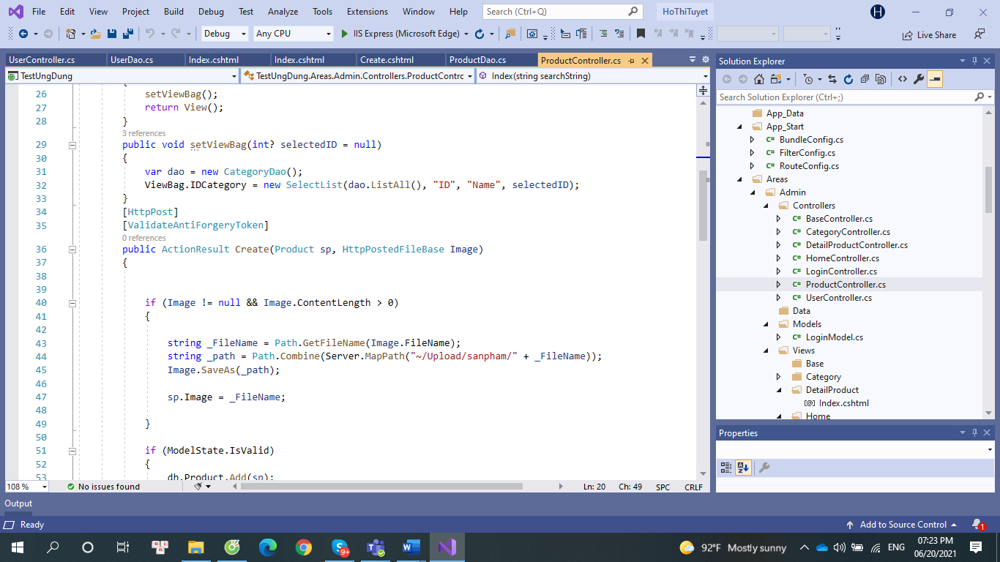 File Edit View Project Build Debug Test Analyze Tools Extensions Window Help Search (Ctrl+Q) HoThiTuyet H
Debug Any CPU IIS Express (Microsoft Edge) Live Share
UserController.cs UserDao.cs Index.cshtml Index.cshtml Create.cshtml ProductDao.cs ProductController.cs
TestUngDung TestUngDung.Areas.Admin.Controllers.ProductContrc Index(string searchString)
{
26 setViewBag();
27 return View();
28 }
3 references
29 public void setViewBag(int? selectedID = null)
30 {
31 var dao = new CategoryDao();
32 ViewBag.IDCategory = new SelectList(dao.ListAll(), "ID", "Name", selectedID);
33 }
34 [HttpPost]
35 [ValidateAntiForgeryToken]
0 references
36 public ActionResult Create(Product sp, HttpPostedFileBase Image)
37 {
38
39
40 if (Image != null && Image.ContentLength > 0)
41 {
42
43 string _FileName = Path.GetFileName(Image.FileName);
44 string _path = Path.Combine(Server.MapPath("~/Upload/sanpham/" + _FileName));
45 Image.SaveAs(_path);
46
47 sp.Image = _FileName;
48
49 }
50
51 if (ModelState.IsValid)
52 {
53 db.Product.Add(sp);
108 % No issues found Ln: 20 Ch: 49 SPC CRLF
Solution Explorer
Search Solution Explorer (Ctrl+;)
App_Data
App_Start
C# BundleConfig.cs
C# FilterConfig.cs
C# RouteConfig.cs
Areas
Admin
Controllers
C# BaseController.cs
C# CategoryController.cs
C# DetailProductController.cs
C# HomeController.cs
C# LoginController.cs
C# ProductController.cs
C# UserController.cs
Data
Models
C# LoginModel.cs
Views
Base
Category
DetailProduct
[@] Index.cshtml
Home
Properties
Output
Ready Add to Source Control 1
9+ 92°F Mostly sunny ENG 07:23 PM
06/20/2021